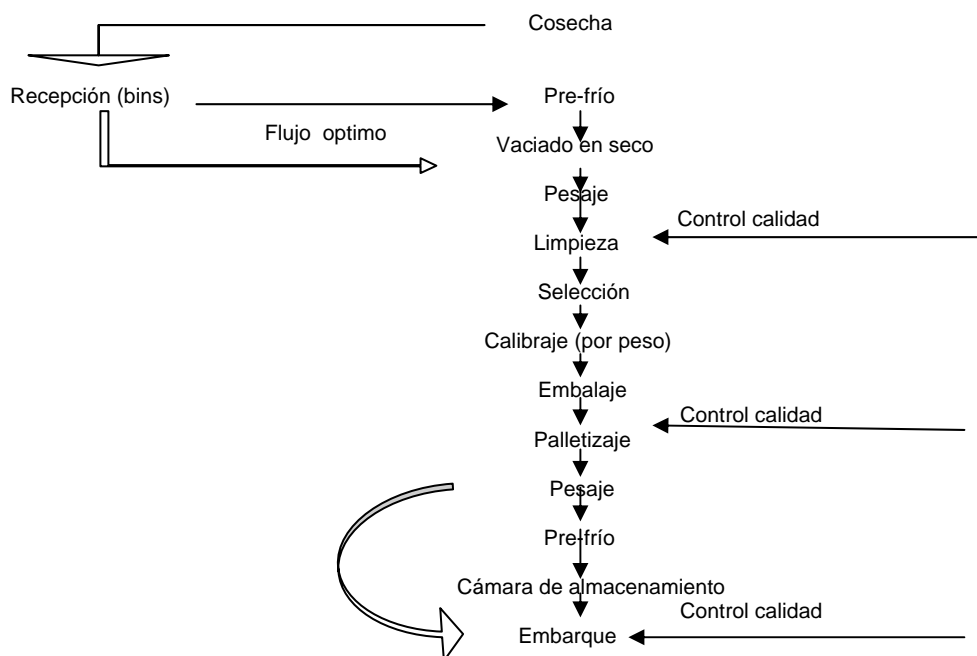 Cosecha
Recepción (bins)
Pre-frío
Flujo optimo
Vaciado en seco
Pesaje
Control calidad
Limpieza
Selección
Calibraje (por peso)
Embalaje
Control calidad
Palletizaje
Pesaje
Pre-frío
Cámara de almacenamiento
Control calidad
Embarque